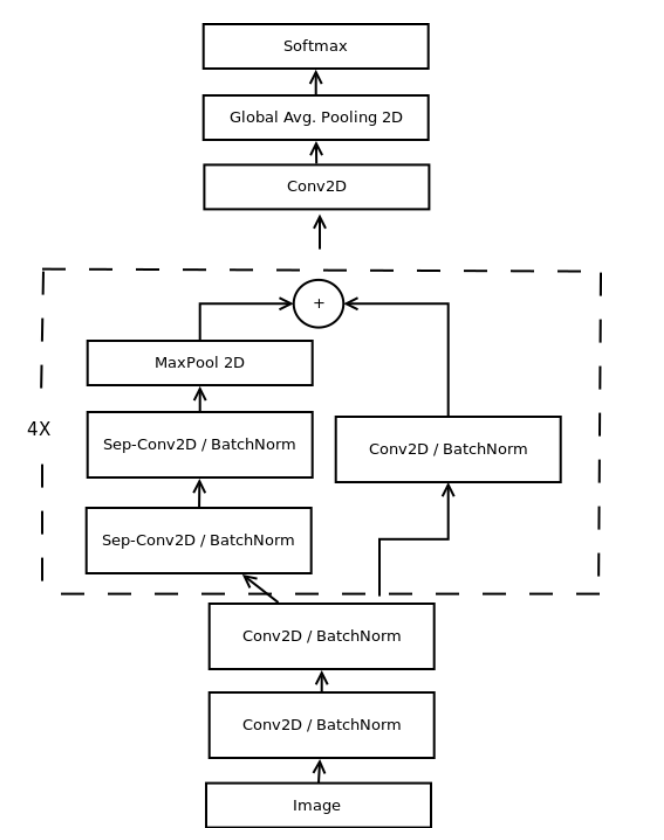 Softmax
Global Avg. Pooling 2D
Conv2D
+
MaxPool 2D
4X
Sep-Conv2D / BatchNorm
Conv2D / BatchNorm
Sep-Conv2D / BatchNorm
Conv2D / BatchNorm
Conv2D / BatchNorm
Image